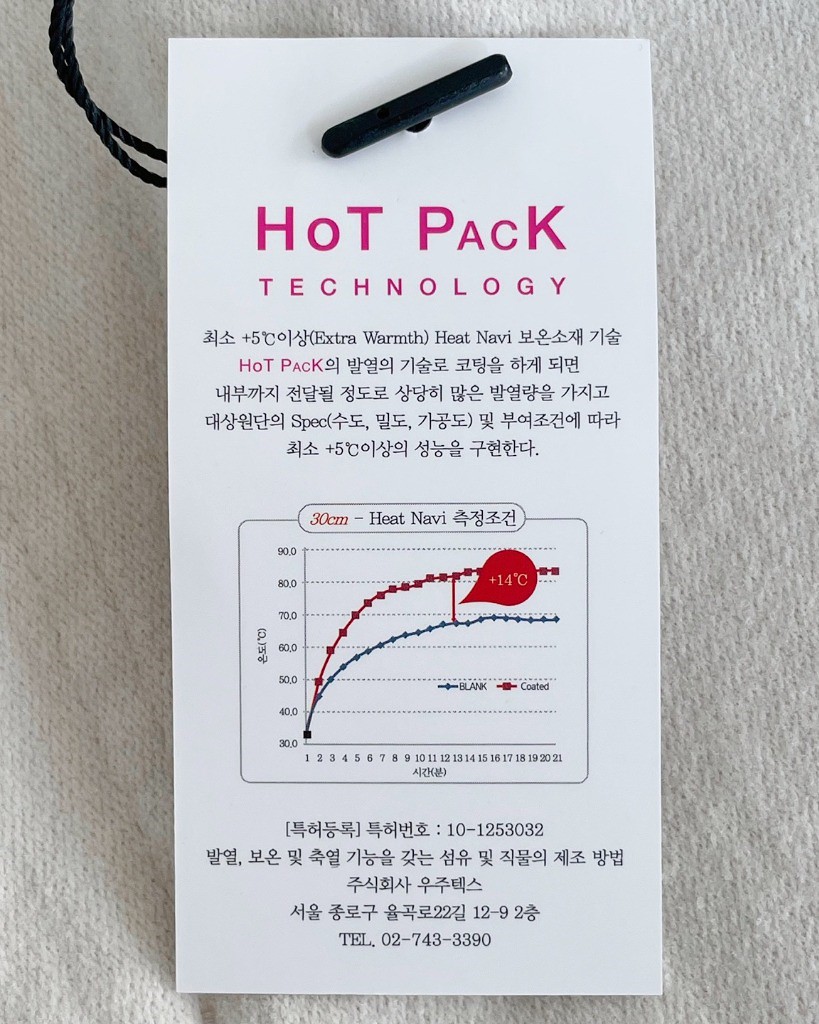 HoT PACK
TECHNOLOGY
최소 +5℃이상(Extra Warmth) Heat Navi 보온소재 기술
HoT PACK의 발열의 기술로 코팅을 하게 되면
내부까지 전달될 정도로 상당히 많은 발열량을 가지고
대상원단의 Spec(수도, 밀도, 가공도) 및 부여조건에 따라
최소 +5℃이상의 성능을 구현한다.
30cm - Heat Navi 측정조건
90,0
80,0
70,0
60,0
50,0
40,0
30,0
온도(℃)
+14℃
BLANK Coated
1 2 3 4 5 6 7 8 9 10 11 12 13 14 15 16 17 18 19 20 21
시간(분)
[특허등록] 특허번호 : 10-1253032
발열, 보온 및 축열 기능을 갖는 섬유 및 직물의 제조 방법
주식회사 우주텍스
서울 종로구 율곡로22길 12-9 2층
TEL. 02-743-3390